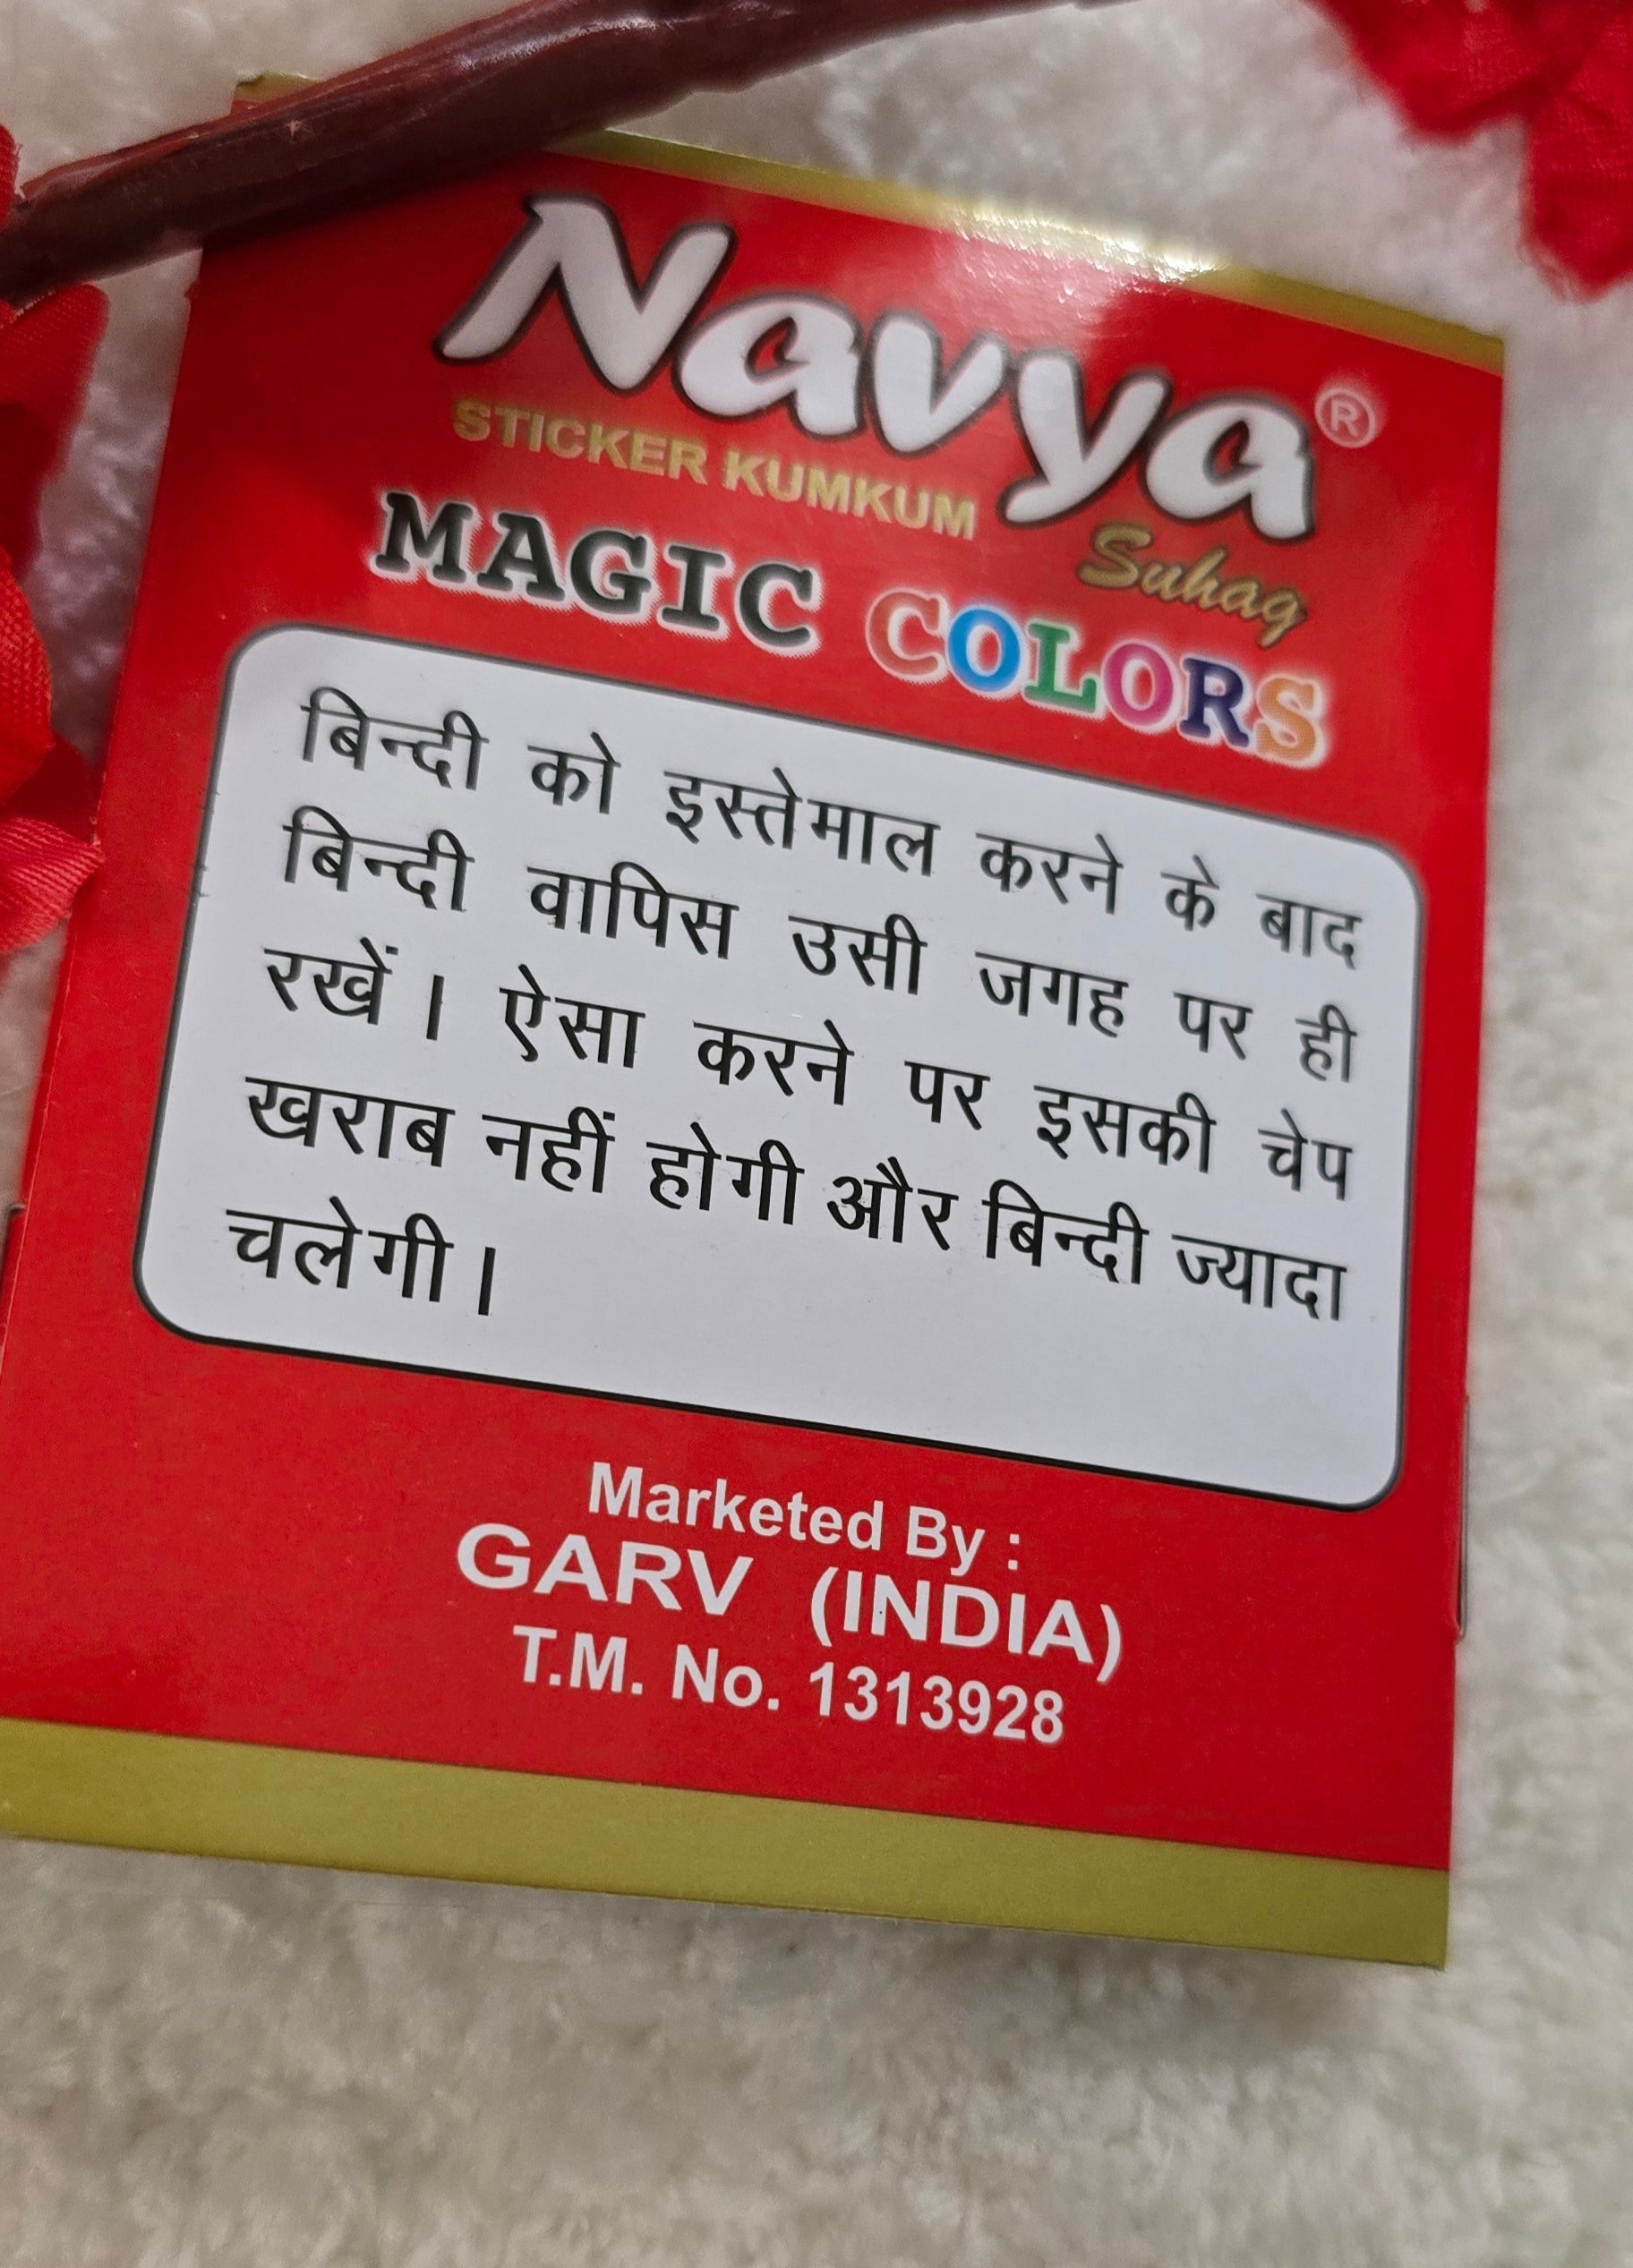 Navya®
STICKER KUMKUM
Suhag
MAGIC COLORS
बिन्दी को इस्तेमाल करने के बाद
बिन्दी वापिस उसी जगह पर ही
रखें। ऐसा करने पर इसकी चेप
खराब नहीं होगी और बिन्दी ज्यादा
चलेगी।
Marketed By :
GARV (INDIA)
T.M. No. 1313928